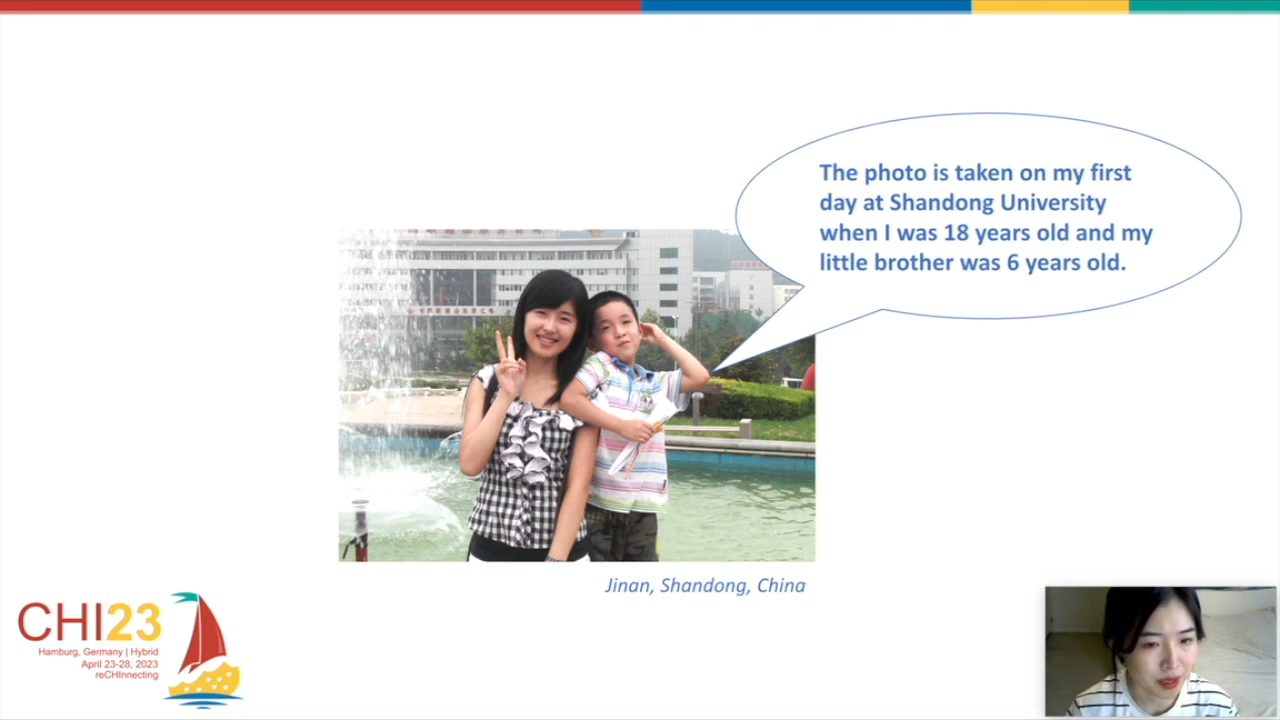 The photo is taken on my first
day at Shandong University
when I was 18 years old and my
little brother was 6 years old.
Jinan, Shandong, China
CHI23
Hamburg, Germany | Hybrid
April 23-28, 2023
reCHInnecting